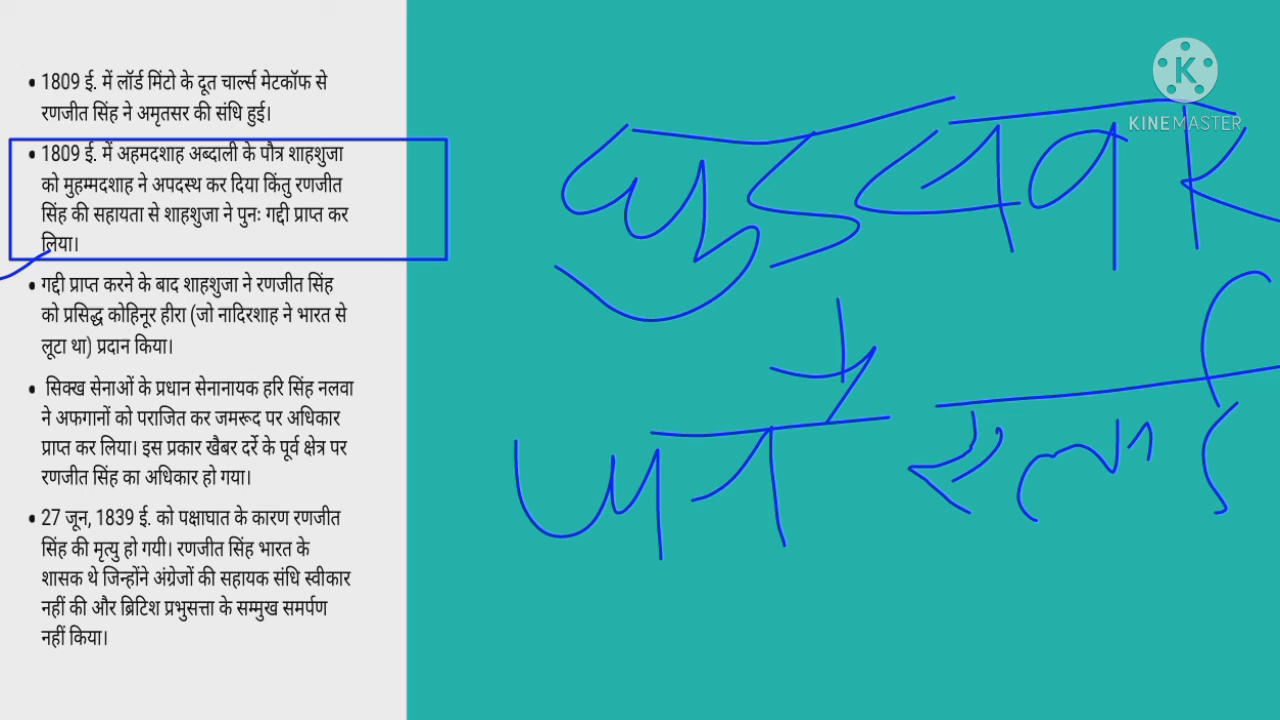 • 1809 ई. में लॉर्ड मिंटो के दूत चार्ल्स मेटकॉफ से
रणजीत सिंह ने अमृतसर की संधि हुई।
• 1809 ई. में अहमदशाह अब्दाली के पौत्र शाहशुजा
को मुहम्मदशाह ने अपदस्थ कर दिया किंतु रणजीत
सिंह की सहायता से शाहशुजा ने पुनः गद्दी प्राप्त कर
लिया।
• गद्दी प्राप्त करने के बाद शाहशुजा ने रणजीत सिंह
को प्रसिद्ध कोहिनूर हीरा (जो नादिरशाह ने भारत से
लूटा था) प्रदान किया।
• सिक्ख सेनाओं के प्रधान सेनानायक हरि सिंह नलवा
ने अफगानों को पराजित कर जमरूद पर अधिकार
प्राप्त कर लिया। इस प्रकार खैबर दर्रे के पूर्व क्षेत्र पर
रणजीत सिंह का अधिकार हो गया।
• 27 जून, 1839 ई. को पक्षाघात के कारण रणजीत
सिंह की मृत्यु हो गयी। रणजीत सिंह भारत के
शासक थे जिन्होंने अंग्रेजों की सहायक संधि स्वीकार
नहीं की और ब्रिटिश प्रभुसत्ता के सम्मुख समर्पण
नहीं किया।
K
KINEMASTER